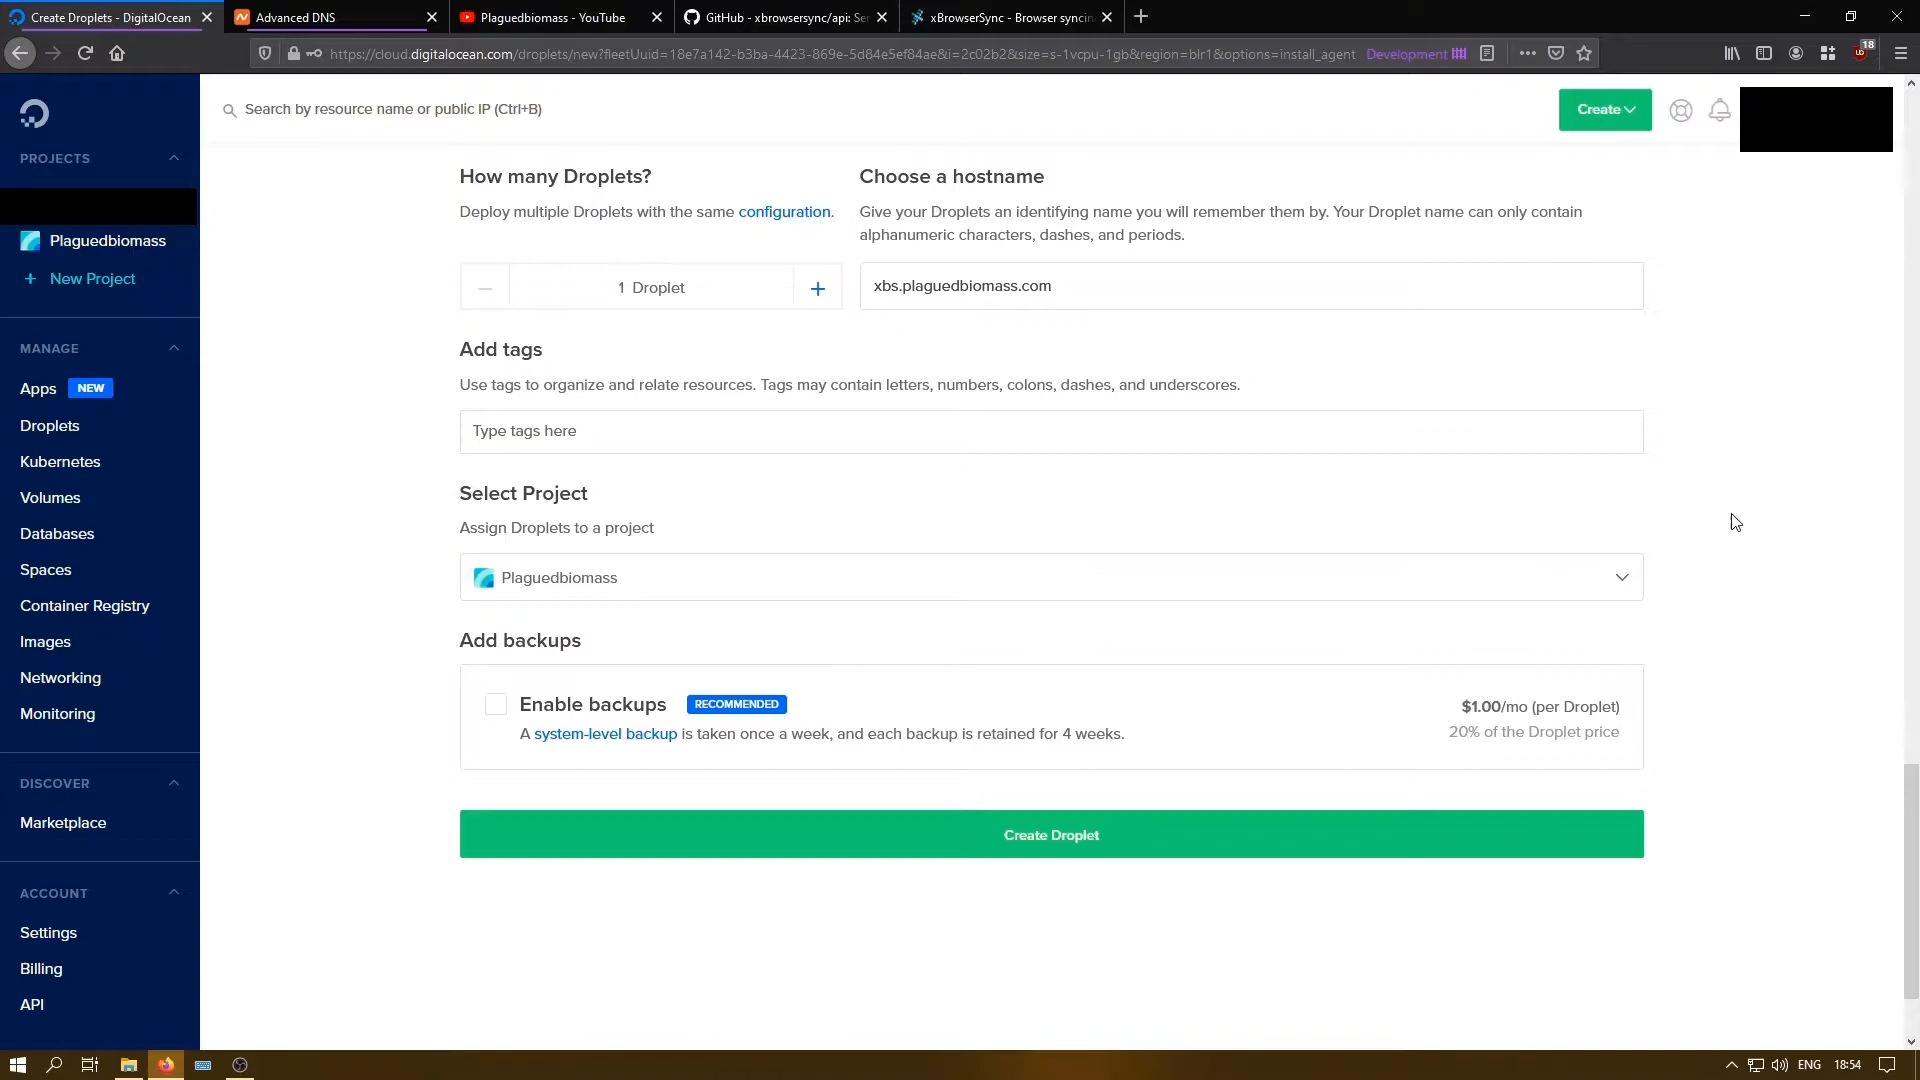 Create Droplets - DigitalOcean
Advanced DNS
Plaguedbiomass - YouTube
GitHub - xbrowsersync/api: Ser
xBrowserSync - Browser syncin
https://cloud.digitalocean.com/droplets/new?fleetUuid=18e7a142-b3ba-4423-869e-5d84e5ef84ae&i=2c02b2&size=s-1vcpu-1gb&region=blr1&options=install_agent
Development
18
Search by resource name or public IP (Ctrl+B)
Create
PROJECTS
Plaguedbiomass
+ New Project
MANAGE
Apps NEW
Droplets
Kubernetes
Volumes
Databases
Spaces
Container Registry
Images
Networking
Monitoring
DISCOVER
Marketplace
ACCOUNT
Settings
Billing
API
How many Droplets?
Deploy multiple Droplets with the same configuration.
1 Droplet
Choose a hostname
Give your Droplets an identifying name you will remember them by. Your Droplet name can only contain
alphanumeric characters, dashes, and periods.
xbs.plaguedbiomass.com
Add tags
Use tags to organize and relate resources. Tags may contain letters, numbers, colons, dashes, and underscores.
Type tags here
Select Project
Assign Droplets to a project
Plaguedbiomass
Add backups
Enable backups RECOMMENDED
A system-level backup is taken once a week, and each backup is retained for 4 weeks.
$1.00/mo (per Droplet)
20% of the Droplet price
Create Droplet
ENG
18:54